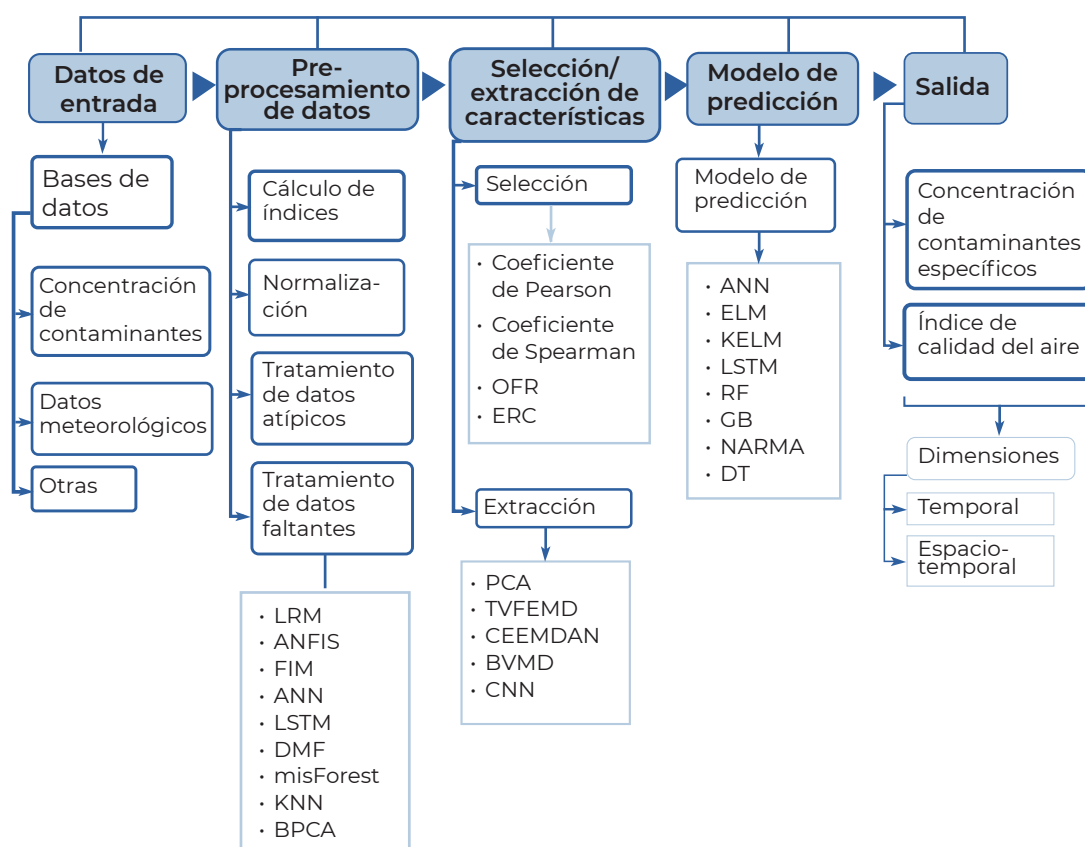 Datos de
entrada
Pre-
procesamiento
de datos
Selección/
extracción de
características
Modelo de
predicción
Salida
Bases de
datos
Concentración
de
contaminantes
Datos
meteorológicos
Otras
Cálculo de
índices
Normaliza-
ción
Tratamiento
de datos
atípicos
Tratamiento
de datos
faltantes
· LRM
· ANFIS
· FIM
· ANN
· LSTM
· DMF
· misForest
· KNN
· BPCA
Selección
· Coeficiente
de Pearson
· Coeficiente
de Spearman
· OFR
· ERC
Extracción
· PCA
· TVFEMD
· CEEMDAN
· BVMD
· CNN
Modelo de
predicción
· ANN
· ELM
· KELM
· LSTM
· RF
· GB
· NARMA
· DT
Concentración
de
contaminantes
específicos
Índice de
calidad del aire
Dimensiones
Temporal
Espacio-
temporal